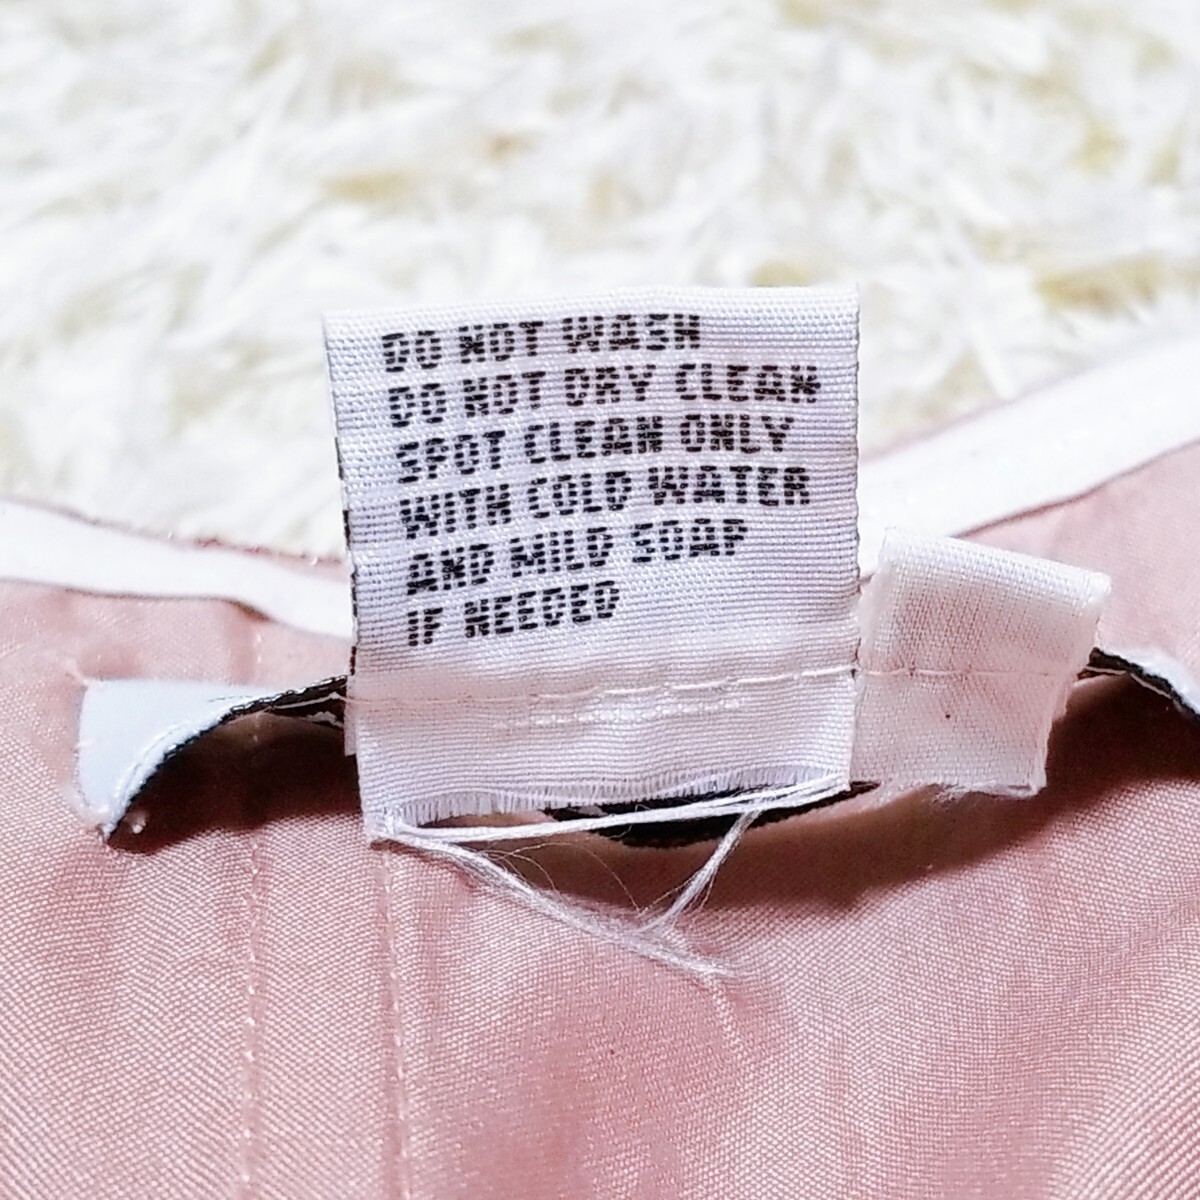 DO NOT WASH
DO NOT DRY CLEAN
SPOT CLEAN ONLY
WITH COLD WATER
AND MILD SOAP
IF NEEDED